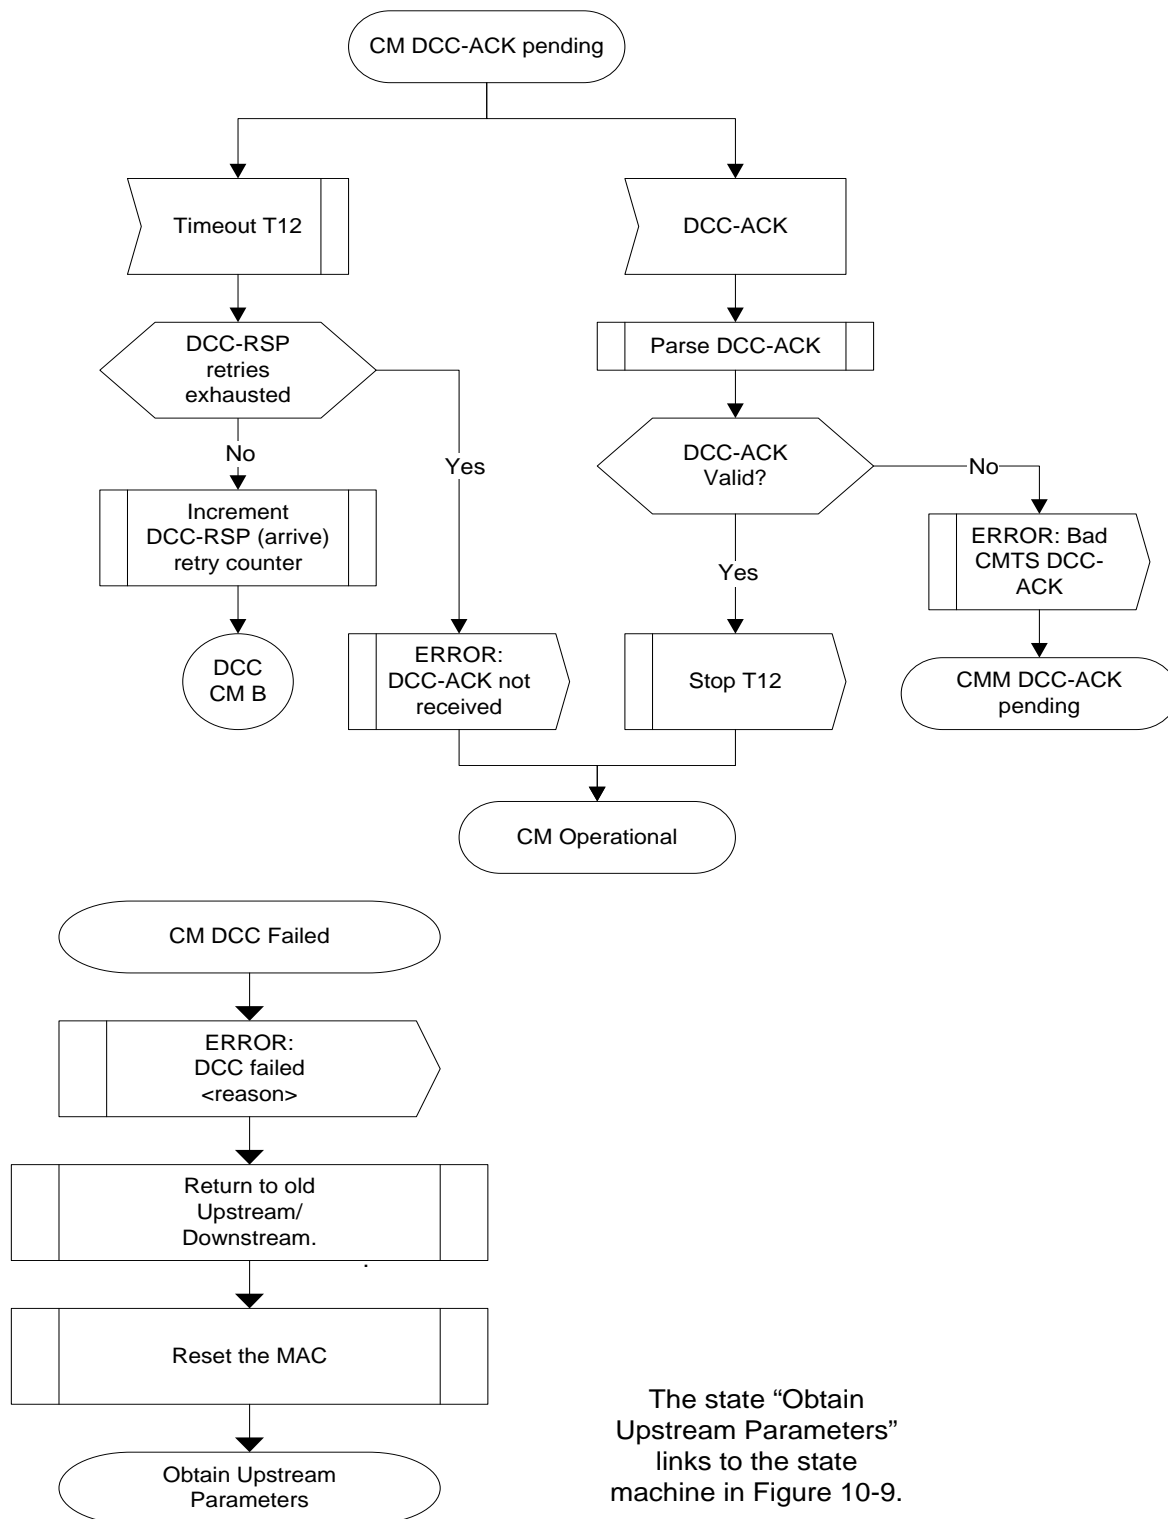 CM DCC-ACK pending
Timeout T12
DCC-ACK
DCC-RSP
retries
exhausted
Parse DCC-ACK
No
Yes
DCC-ACK
Valid?
No
Increment
DCC-RSP (arrive)
retry counter
Yes
ERROR: Bad
CMTS DCC-
ACK
DCC
CM B
ERROR:
DCC-ACK not
received
Stop T12
CMM DCC-ACK
pending
CM Operational
CM DCC Failed
ERROR:
DCC failed
<reason>
Return to old
Upstream/
Downstream.
.
Reset the MAC
Obtain Upstream
Parameters
The state “Obtain
Upstream Parameters”
links to the state
machine in Figure 10-9.